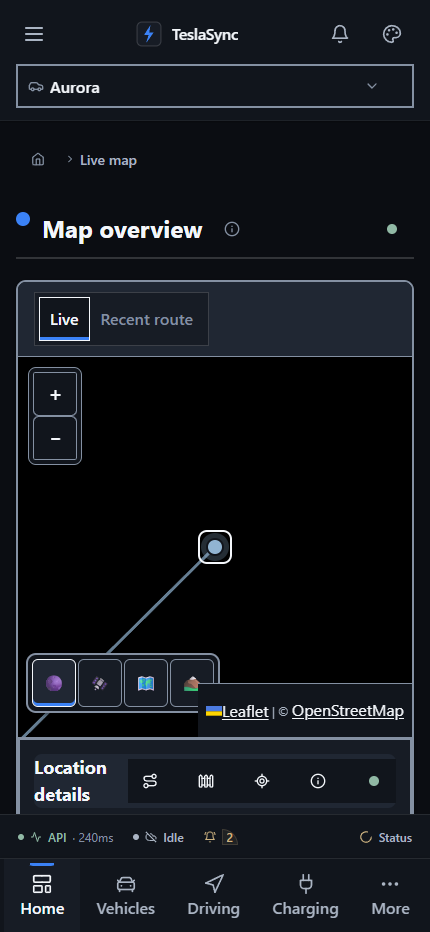 TeslaSync
Aurora
Live map
Map overview
Live
Recent route
+
−
Leaflet | © OpenStreetMap
Location
details
API · 240ms
Idle
2
Status
Home
Vehicles
Driving
Charging
More